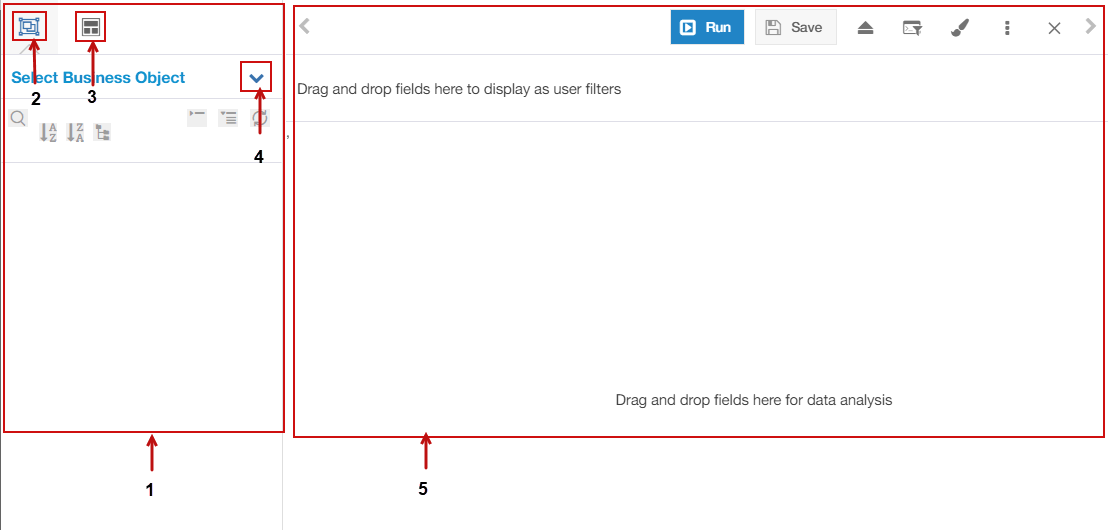 Run
Save
Select Business Object
Drag and drop fields here to display as user filters
2
3
A
Z
Z
A
4
Drag and drop fields here for data analysis
1
5